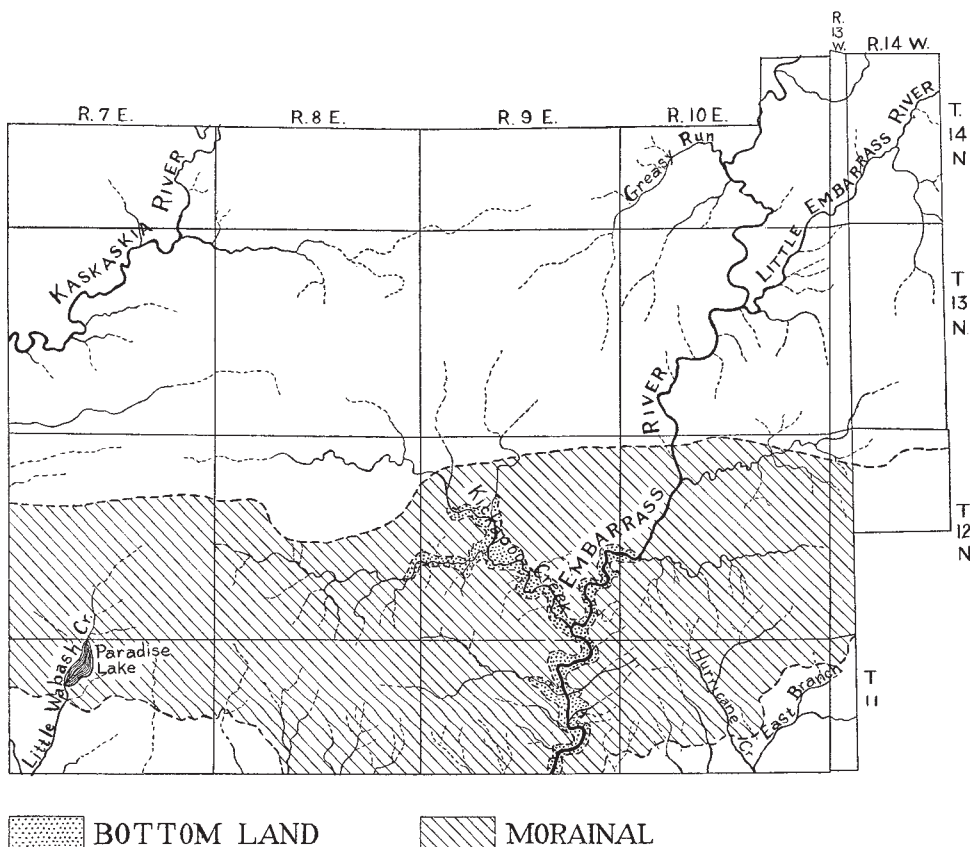 R. 13 W.
R. 14 W.
R. 7 E.
R. 8 E.
R. 9 E.
R. 10 E.
T. 14 N
T 13 N.
T 12 N
T 11
KASKASKIA RIVER
Greasy Run
LITTLE EMBARRASS RIVER
EMBARRASS RIVER
Kickapoo Creek
Little Wabash Cr.
Paradise
Lake
Hurricane Cr.
East Branch
BOTTOM LAND
MORAINAL